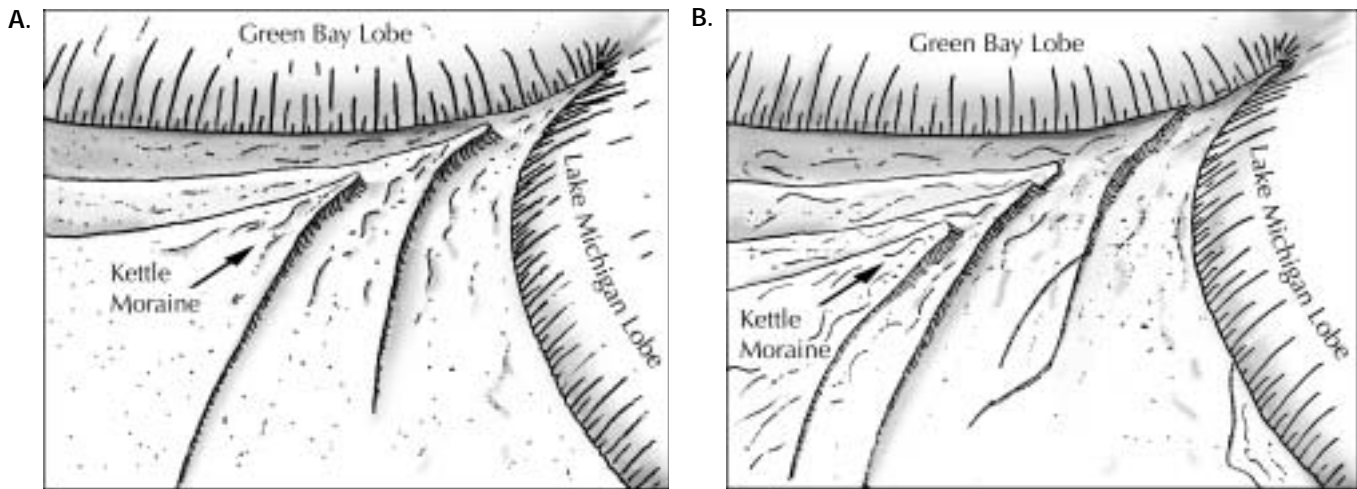 A.
Green Bay Lobe
Lake Michigan Lobe
Kettle
Moraine
B.
Green Bay Lobe
Lake Michigan Lobe
Kettle
Moraine